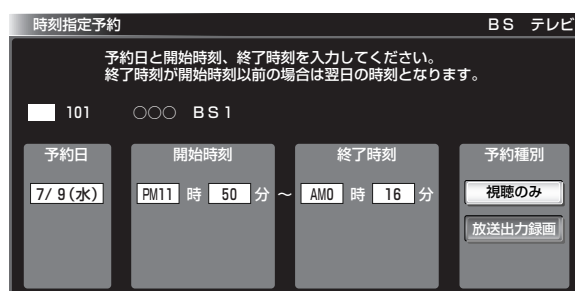 時刻指定予約 BS テレビ
予約日と開始時刻、終了時刻を入力してください。
終了時刻が開始時刻以前の場合は翌日の時刻となります。
101 ○○○ BS1
予約日 開始時刻 終了時刻 予約種別
7/ 9(水) PM11 時 50 分 ~ AM0 時 16 分 視聴のみ
放送出力録画